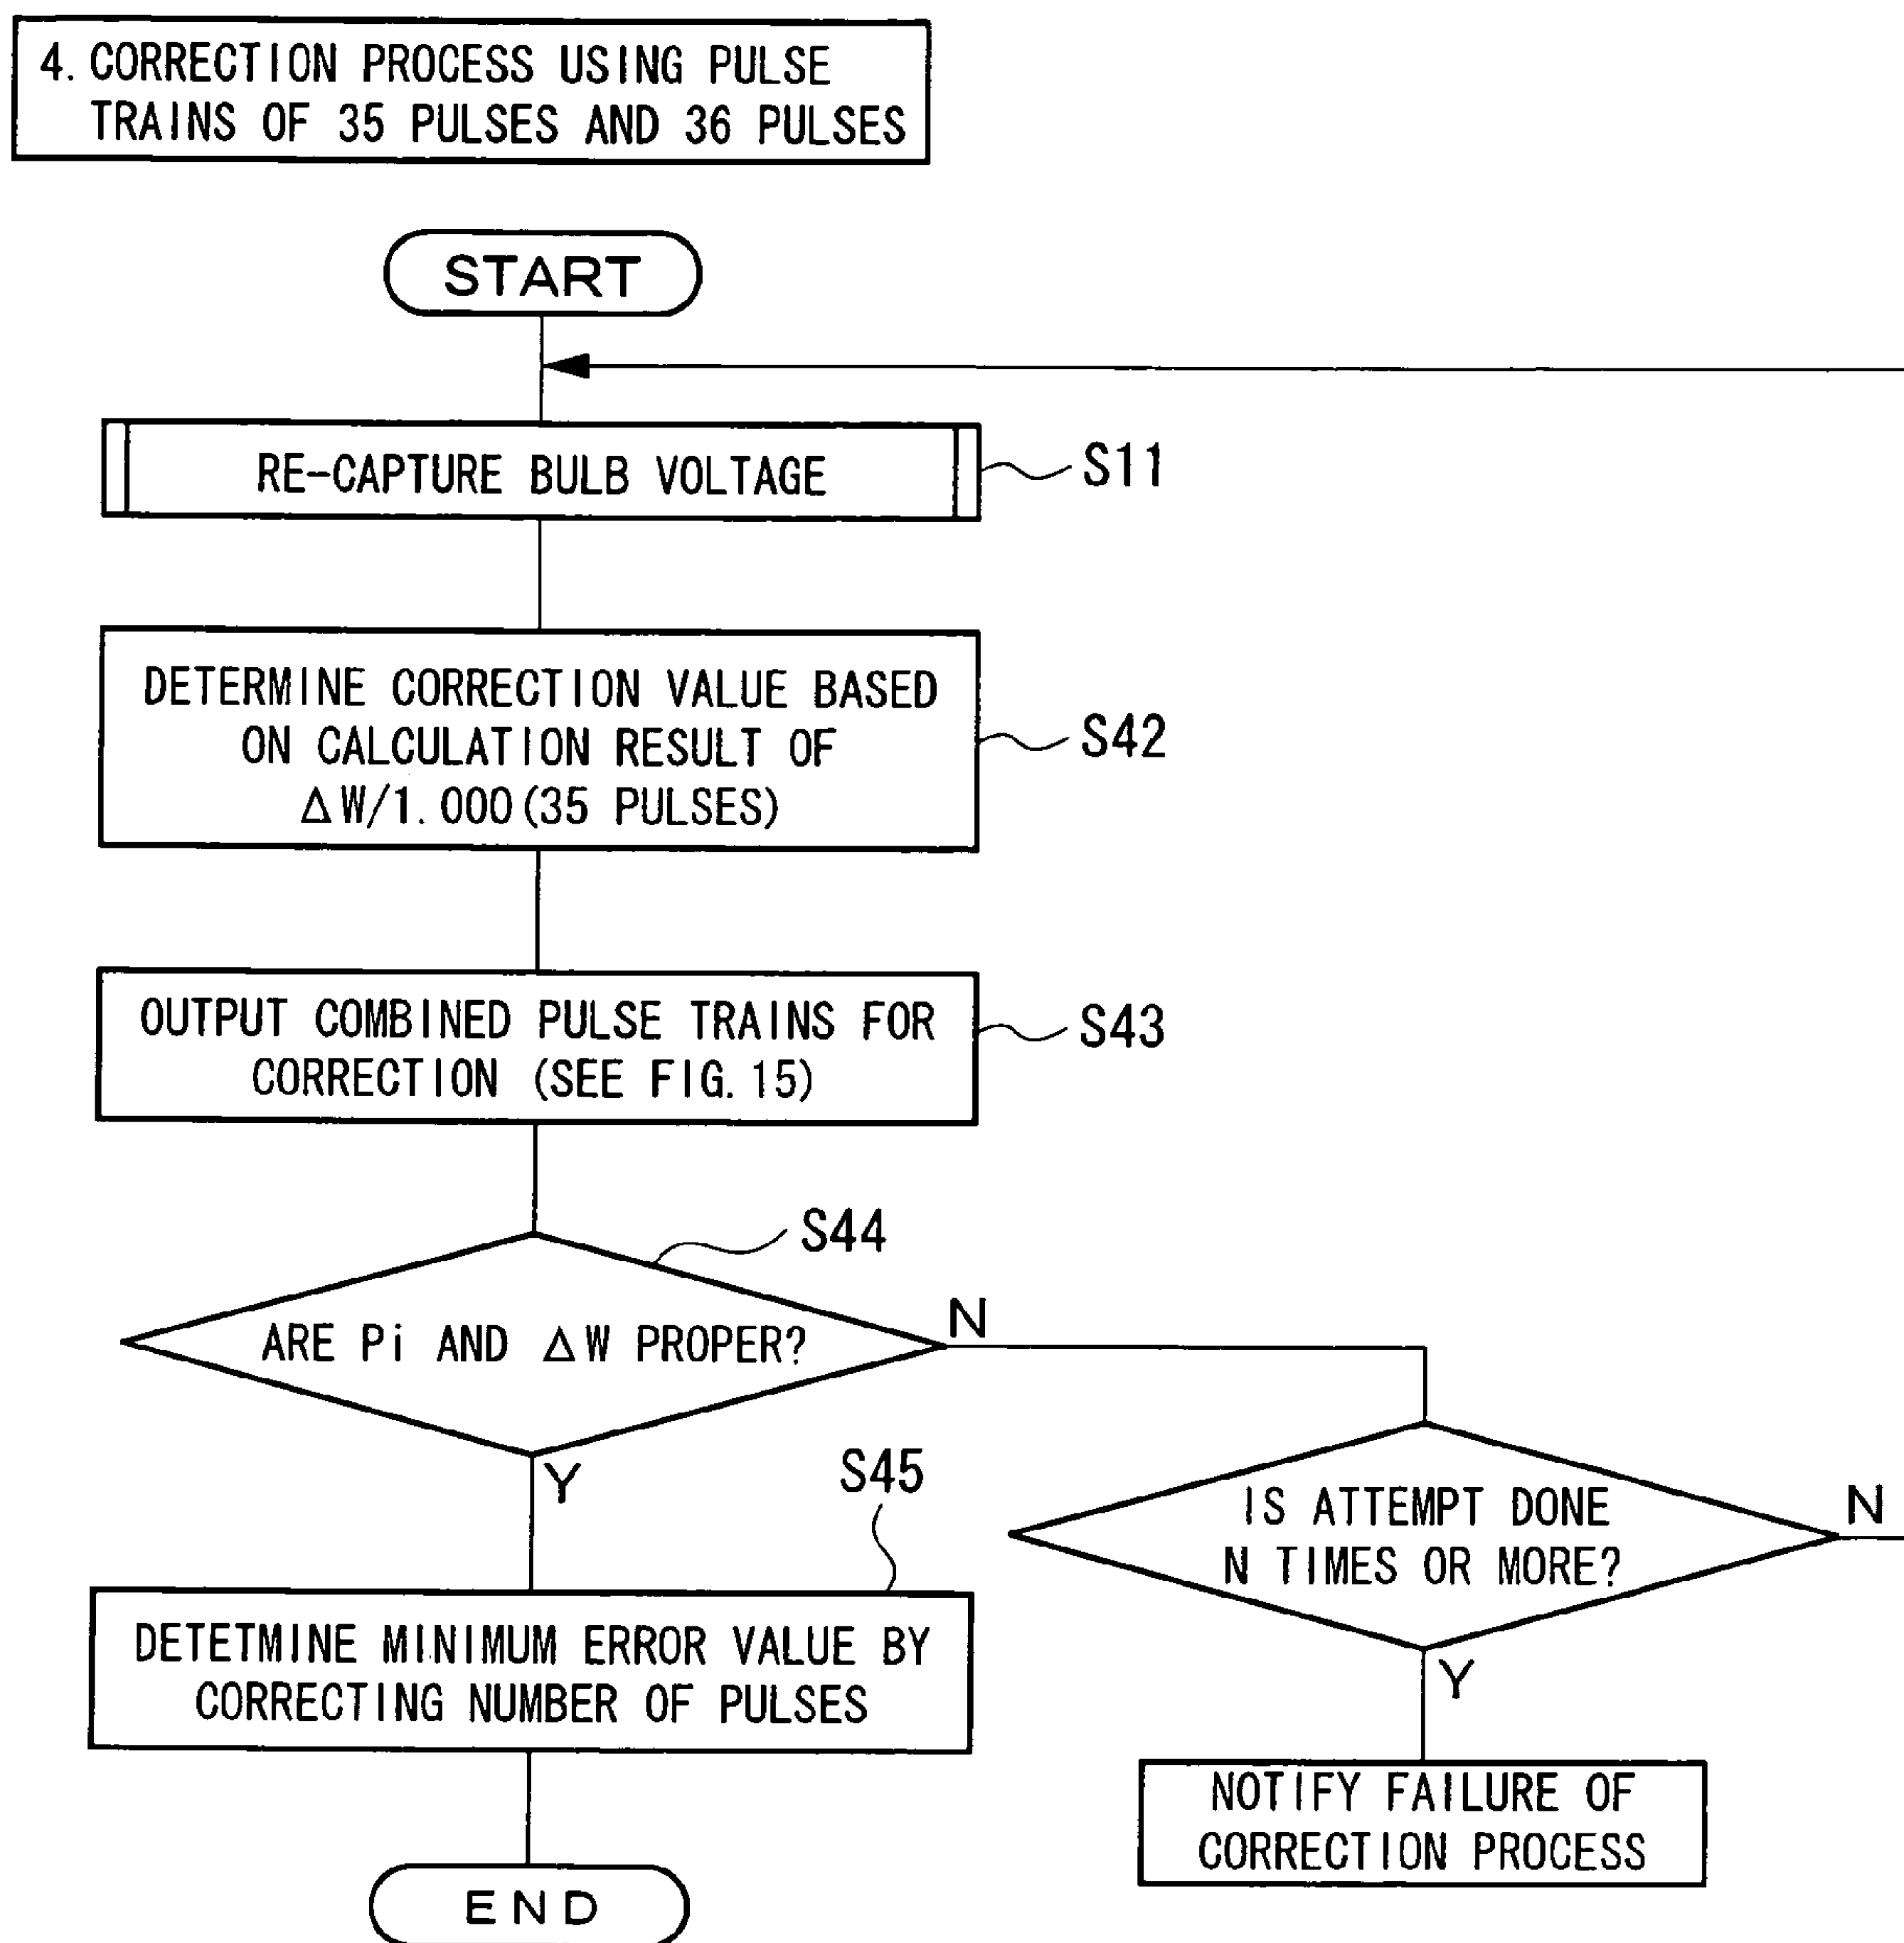 4. CORRECTION PROCESS USING PULSE
TRAINS OF 35 PULSES AND 36 PULSES
START
RE-CAPTURE BULB VOLTAGE
S11
DETERMINE CORRECTION VALUE BASED
ON CALCULATION RESULT OF
ΔW/1.000(35 PULSES)
S42
OUTPUT COMBINED PULSE TRAINS FOR
CORRECTION (SEE FIG. 15)
S43
S44
ARE Pi AND ΔW PROPER?
N
Y
IS ATTEMPT DONE
N TIMES OR MORE?
N
Y
S45
DETETMINE MINIMUM ERROR VALUE BY
CORRECTING NUMBER OF PULSES
NOTIFY FAILURE OF
CORRECTION PROCESS
END